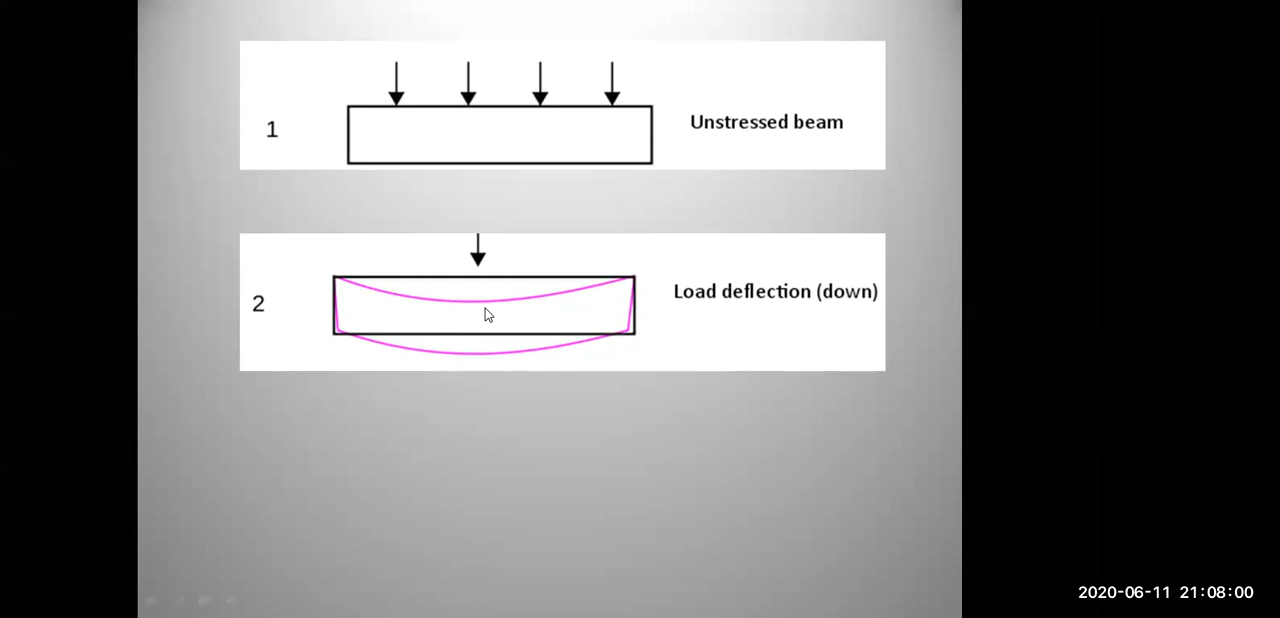 1
Unstressed beam
2
Load deflection (down)
2020-06-11 21:08:00